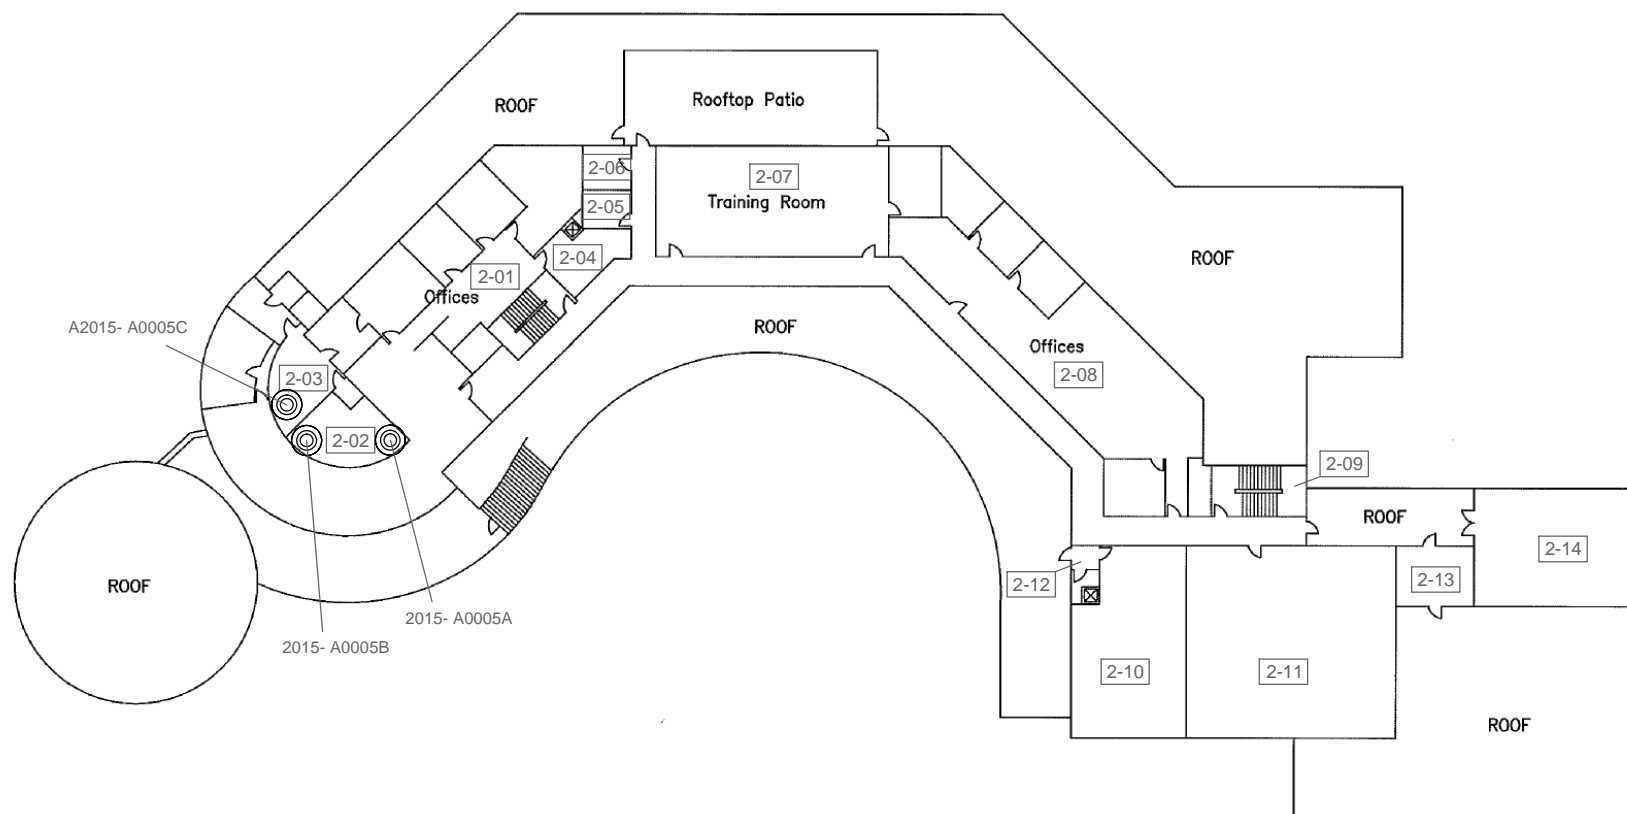 ROOF
Rooftop Patio
2-06
2-07
2-05
Training Room
2-04
2-01
Offices
ROOF
A2015- A0005C
ROOF
Offices
2-03
2-08
2-02
2-09
ROOF
2-14
2-12
2-13
ROOF
2015- A0005A
2015- A0005B
2-10
2-11
ROOF